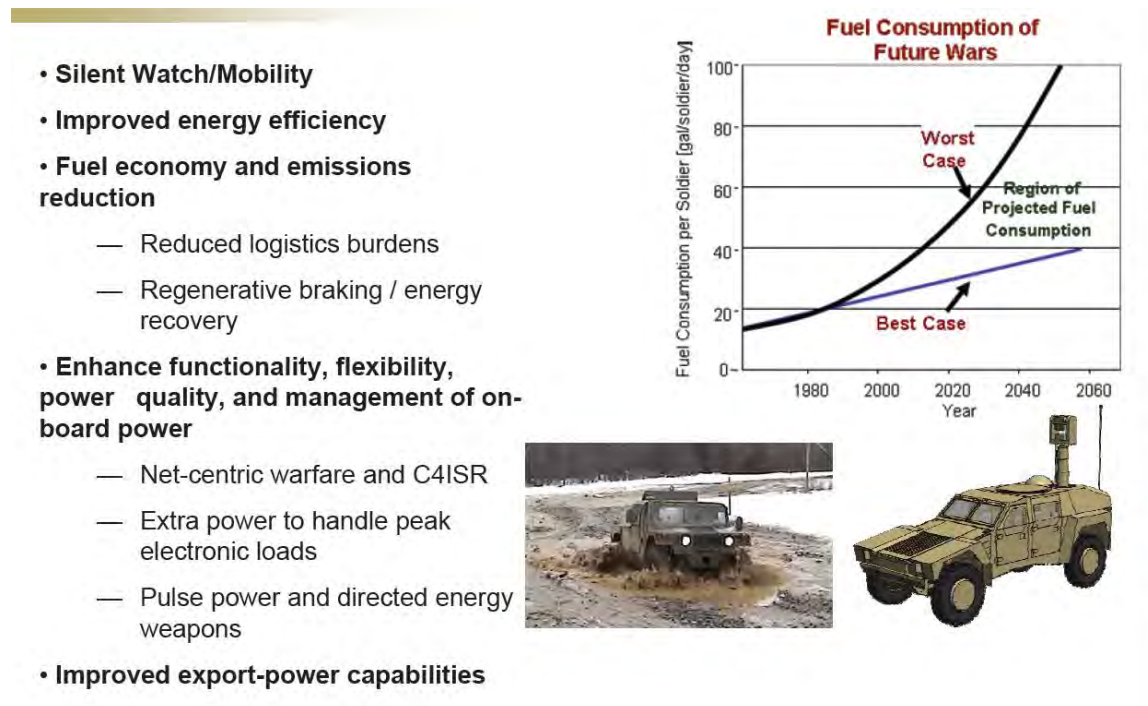 • Silent Watch/Mobility
• Improved energy efficiency
• Fuel economy and emissions
reduction
— Reduced logistics burdens
— Regenerative braking / energy
recovery
• Enhance functionality, flexibility,
power quality, and management of on-
board power
— Net-centric warfare and C4ISR
— Extra power to handle peak
electronic loads
— Pulse power and directed energy
weapons
• Improved export-power capabilities
Fuel Consumption of
Future Wars
Fuel Consumption per Soldier [gal/soldier/day]
100
80
60
40
20
0
Worst
Case
Region of
Projected Fuel
Consumption
Best Case
1980 2000 2020 2040 2060
Year